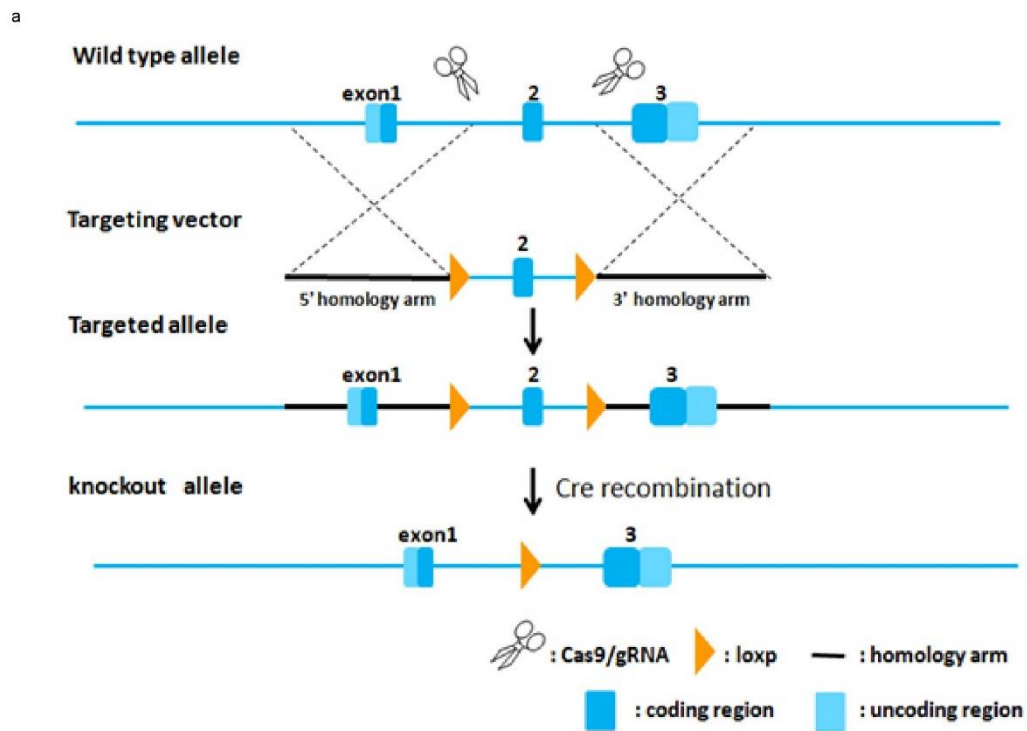 a
Wild type allele
exon1 2 3
Targeting vector
2
5' homology arm 3' homology arm
Targeted allele
exon1 2 3
knockout allele
Cre recombination
exon1 3
: Cas9/gRNA : loxp : homology arm
: coding region : uncoding region